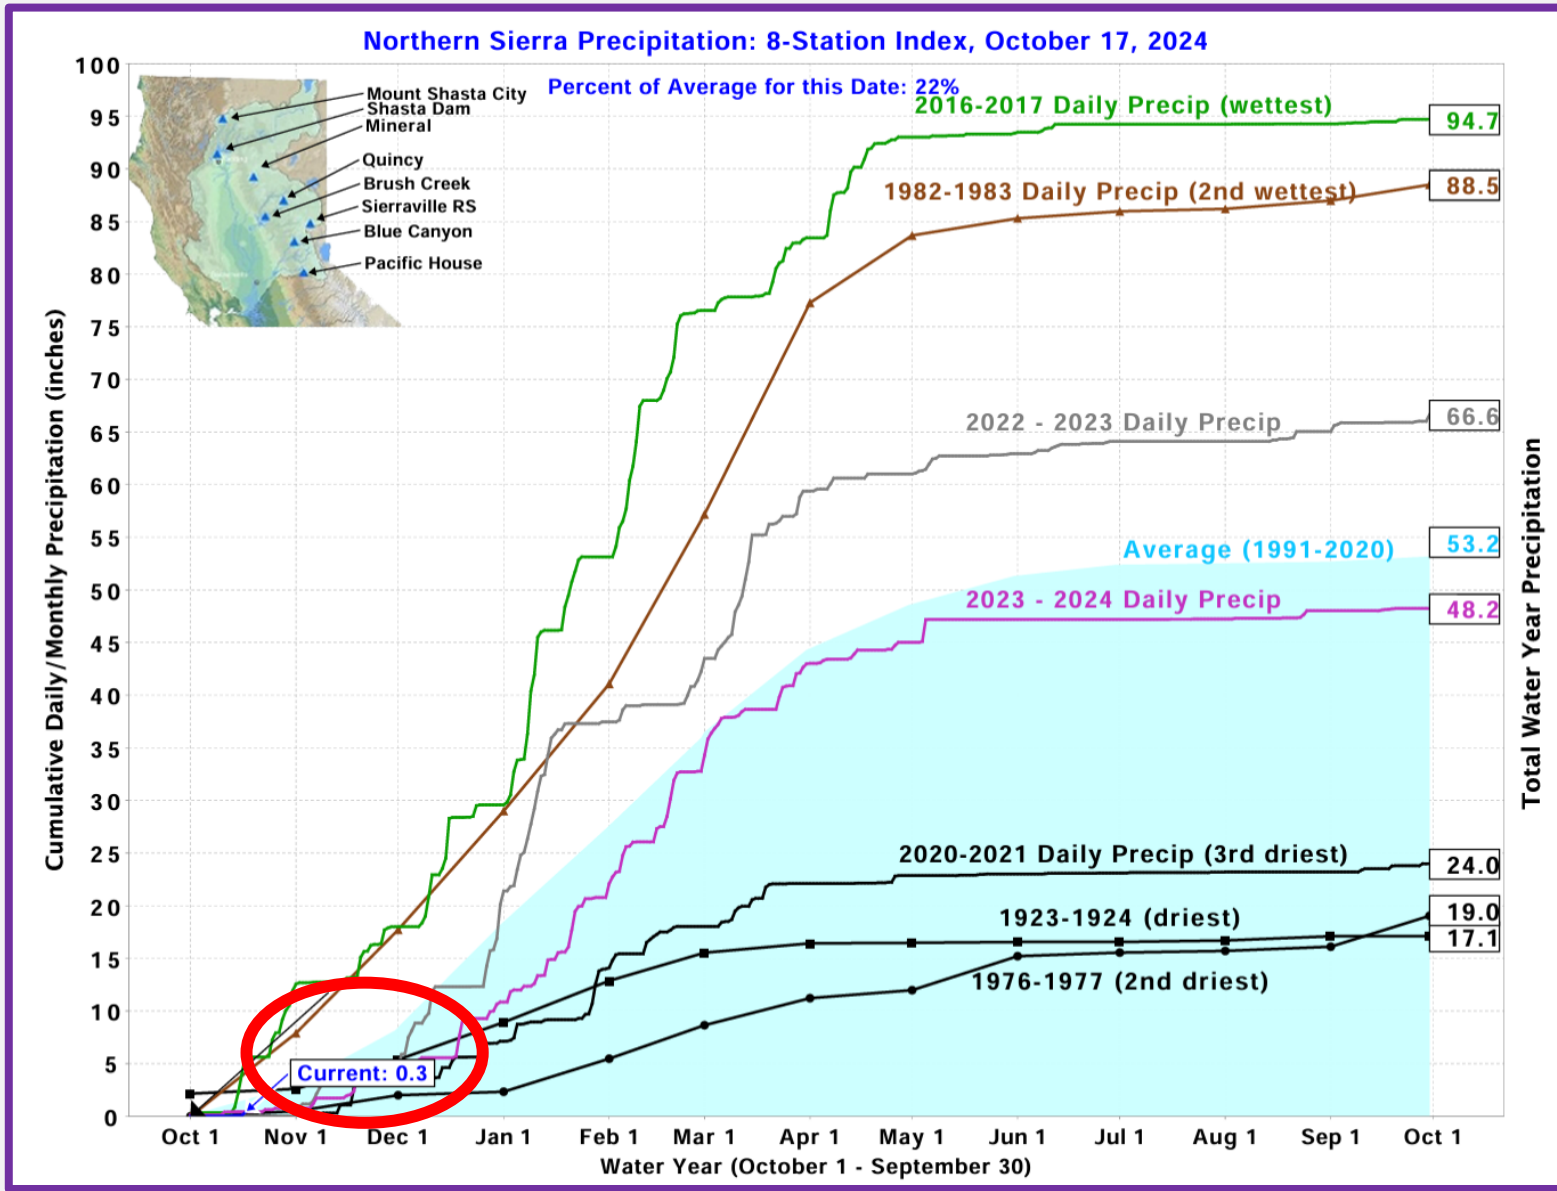 Northern Sierra Precipitation: 8-Station Index, October 17, 2024
Percent of Average for this Date: 22%
Mount Shasta City
Shasta Dam
Mineral
Quincy
Brush Creek
Sierraville RS
Blue Canyon
Pacific House
2016-2017 Daily Precip (wettest)
94.7
1982-1983 Daily Precip (2nd wettest)
88.5
2022 - 2023 Daily Precip
66.6
Average (1991-2020)
53.2
2023 - 2024 Daily Precip
48.2
2020-2021 Daily Precip (3rd driest)
24.0
1923-1924 (driest)
19.0
17.1
1976-1977 (2nd driest)
Current: 0.3
Cumulative Daily/Monthly Precipitation (inches)
100
95
90
85
80
75
70
65
60
55
50
45
40
35
30
25
20
15
10
5
0
Total Water Year Precipitation
Oct 1 Nov 1 Dec 1 Jan 1 Feb 1 Mar 1 Apr 1 May 1 Jun 1 Jul 1 Aug 1 Sep 1 Oct 1
Water Year (October 1 - September 30)